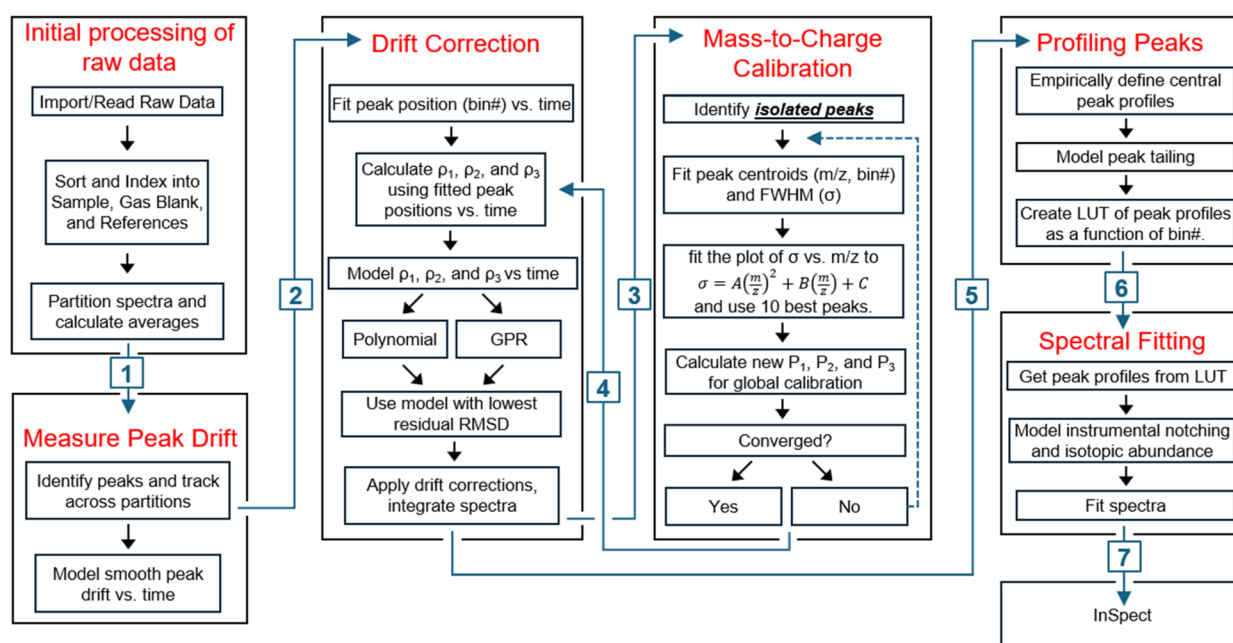 Initial processing of
raw data
Import/Read Raw Data
Sort and Index into
Sample, Gas Blank,
and References
Partition spectra and
calculate averages
1
Measure Peak Drift
Identify peaks and track
across partitions
Model smooth peak
drift vs. time
2
Drift Correction
Fit peak position (bin#) vs. time
Calculate ρ₁, ρ₂, and ρ₃
using fitted peak
positions vs. time
Model ρ₁, ρ₂, and ρ₃ vs time
Polynomial
GPR
Use model with lowest
residual RMSD
Apply drift corrections,
integrate spectra
3
4
Mass-to-Charge
Calibration
Identify isolated peaks
Fit peak centroids (m/z, bin#)
and FWHM (σ)
fit the plot of σ vs. m/z to
σ = A(m/z)² + B(m/z) + C
and use 10 best peaks.
Calculate new P₁, P₂, and P₃
for global calibration
Converged?
Yes
No
5
Profiling Peaks
Empirically define central
peak profiles
Model peak tailing
Create LUT of peak profiles
as a function of bin#.
6
Spectral Fitting
Get peak profiles from LUT
Model instrumental notching
and isotopic abundance
Fit spectra
7
InSpect